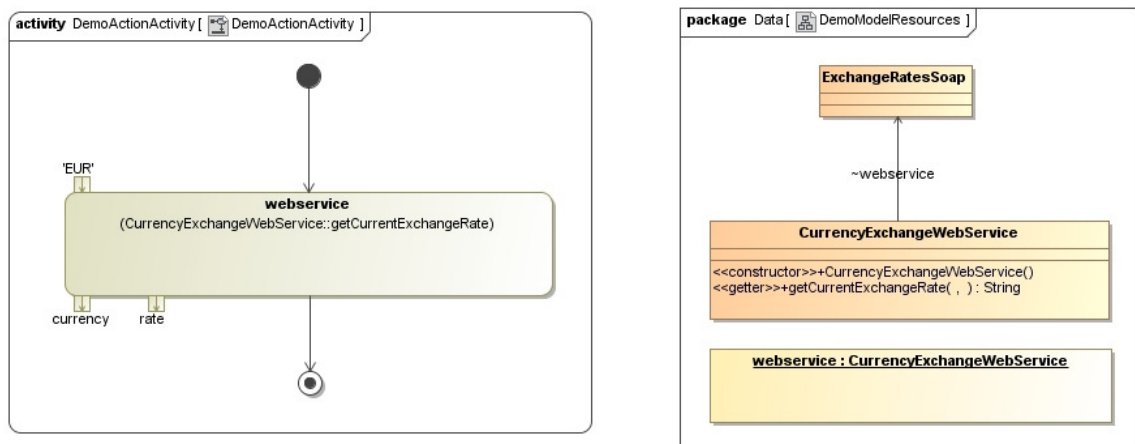 activity DemoActionActivity [ DemoActionActivity ]
'EUR'
webservice
(CurrencyExchangeWebService::getCurrentExchangeRate)
currency
rate
package Data [ DemoModelResources ]
ExchangeRatesSoap
~webservice
CurrencyExchangeWebService
<<constructor>>+CurrencyExchangeWebService()
<<getter>>+getCurrentExchangeRate( , ) : String
webservice : CurrencyExchangeWebService